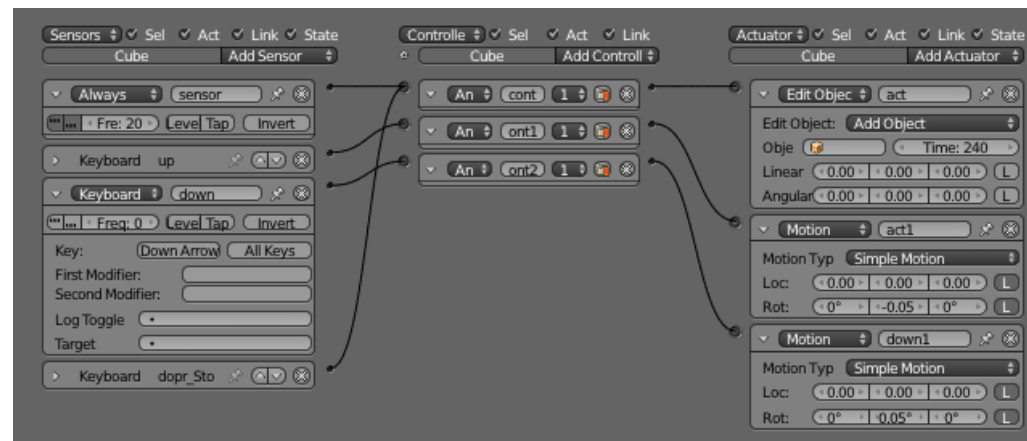 Sensors Sel Act Link State Controlle Sel Act Link Actuator Sel Act Link State
Cube Add Sensor Cube Add Controll Cube Add Actuator
Always sensor An cont 1 Edit Objec act
Fre: 20 Level Tap Invert An ont1 1 Edit Object: Add Object
Keyboard up An ont2 1 Obje Time: 240
Keyboard down Linear 0.00 0.00 0.00 L
Freq: 0 Level Tap Invert Angular 0.00 0.00 0.00 L
Key: Down Arrow All Keys Motion act1
First Modifier: Motion Typ Simple Motion
Second Modifier: Loc: 0.00 0.00 0.00 L
Log Toggle Rot: 0° -0.05° 0° L
Target Motion down1
Keyboard dopr_Sto Motion Typ Simple Motion
Loc: 0.00 0.00 0.00 L
Rot: 0° 0.05° 0° L